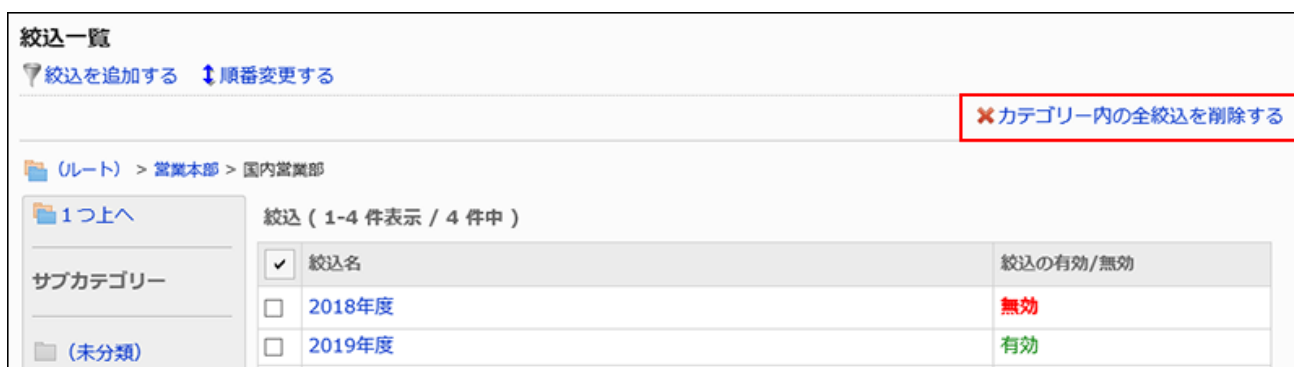 絞込一覧
絞込を追加する 順番変更する
カテゴリー内の全絞込を削除する
(ルート) > 営業本部 > 国内営業部
1つ上へ
サブカテゴリー
(未分類)
絞込 ( 1-4 件表示 / 4 件中 )
絞込名 絞込の有効/無効
2018年度 無効
2019年度 有効